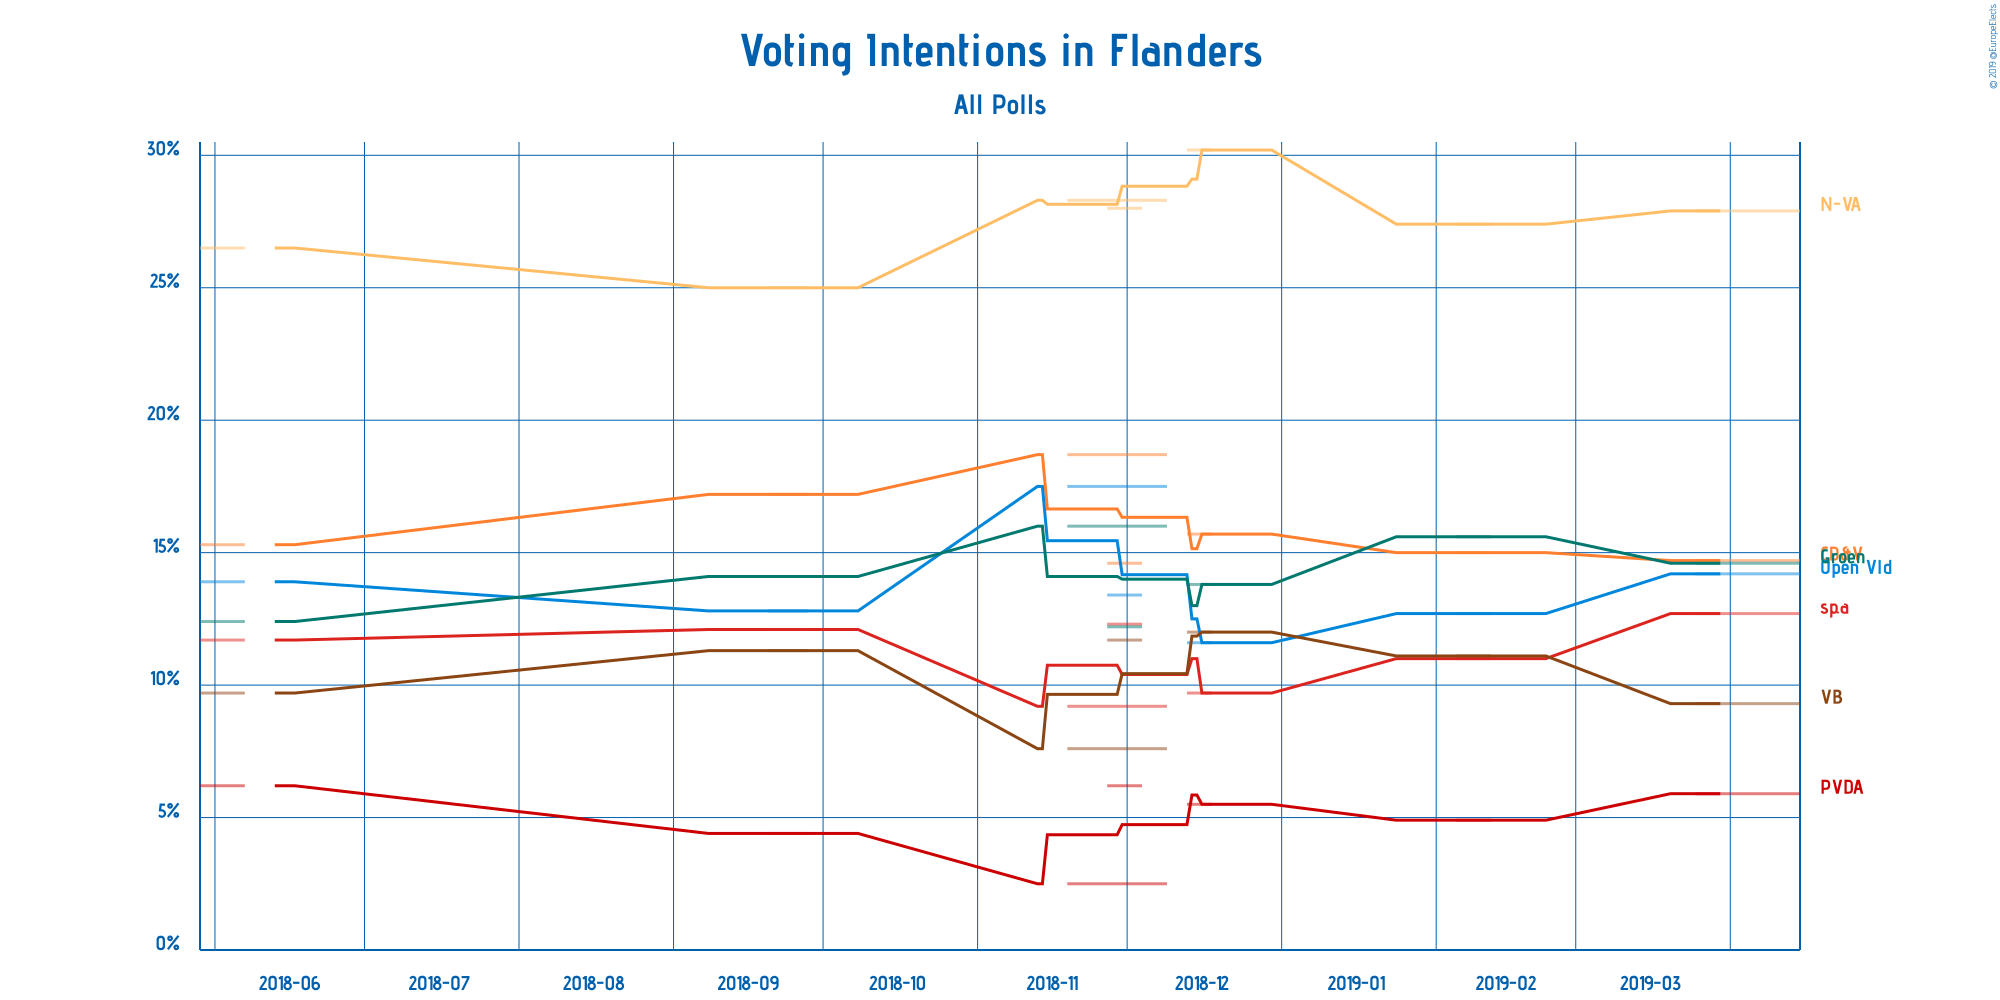 Voting Intentions in Flanders
All Polls
© 2019 @EuropeElects
30%
25%
20%
15%
10%
5%
0%
N-VA
CD&V
Groen
Open Vld
spa
VB
PVDA
2018-06 2018-07 2018-08 2018-09 2018-10 2018-11 2018-12 2019-01 2019-02 2019-03